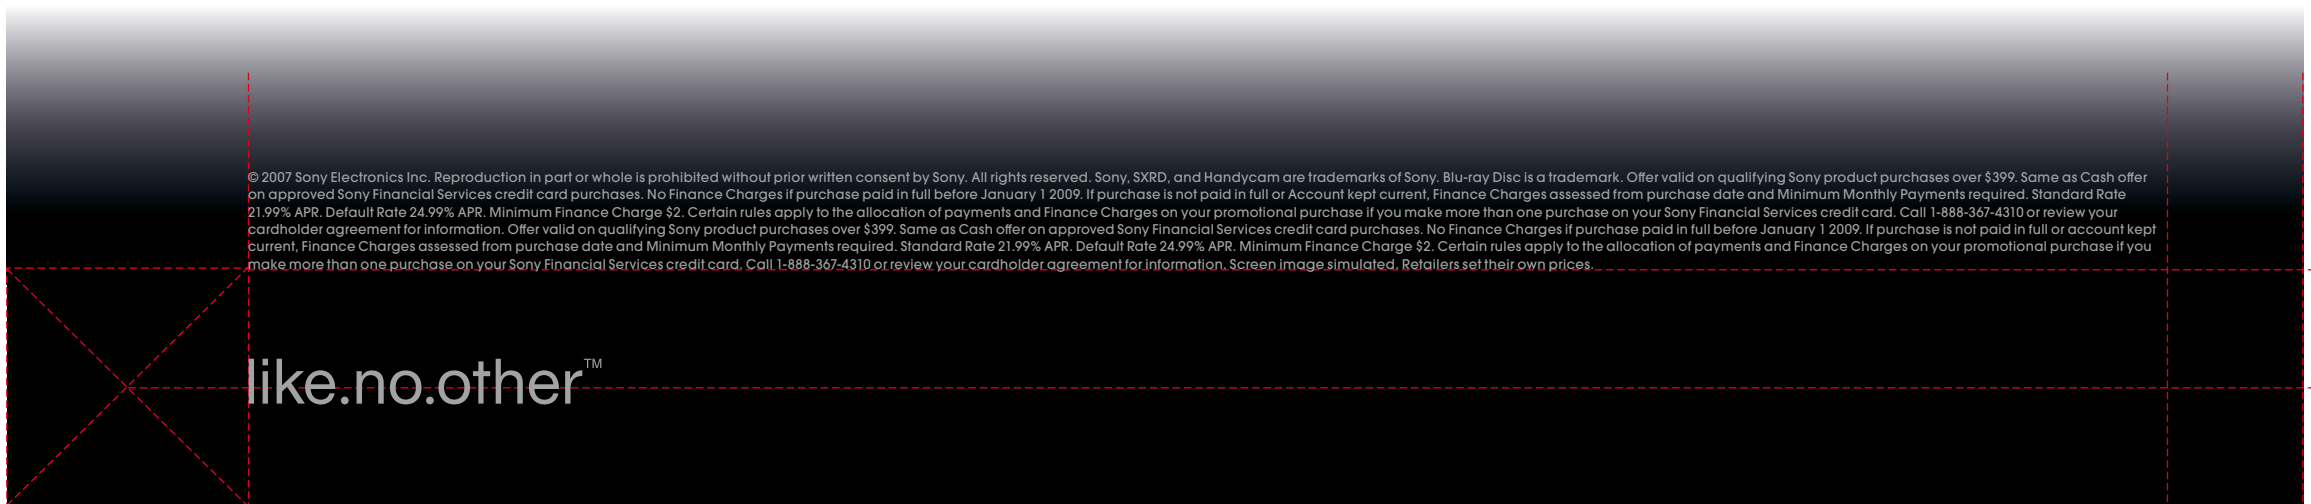 © 2007 Sony Electronics Inc. Reproduction in part or whole is prohibited without prior written consent by Sony. All rights reserved. Sony, SXRD, and Handycam are trademarks of Sony. Blu-ray Disc is a trademark. Offer valid on qualifying Sony product purchases over $399. Same as Cash offer
on approved Sony Financial Services credit card purchases. No Finance Charges if purchase paid in full before January 1 2009. If purchase is not paid in full or Account kept current, Finance Charges assessed from purchase date and Minimum Monthly Payments required. Standard Rate
21.99% APR. Default Rate 24.99% APR. Minimum Finance Charge $2. Certain rules apply to the allocation of payments and Finance Charges on your promotional purchase if you make more than one purchase on your Sony Financial Services credit card. Call 1-888-367-4310 or review your
cardholder agreement for information. Offer valid on qualifying Sony product purchases over $399. Same as Cash offer on approved Sony Financial Services credit card purchases. No Finance Charges if purchase paid in full before January 1 2009. If purchase is not paid in full or account kept
current, Finance Charges assessed from purchase date and Minimum Monthly Payments required. Standard Rate 21.99% APR. Default Rate 24.99% APR. Minimum Finance Charge $2. Certain rules apply to the allocation of payments and Finance Charges on your promotional purchase if you
make more than one purchase on your Sony Financial Services credit card. Call 1-888-367-4310 or review your cardholder agreement for information. Screen image simulated. Retailers set their own prices.
like.no.other™